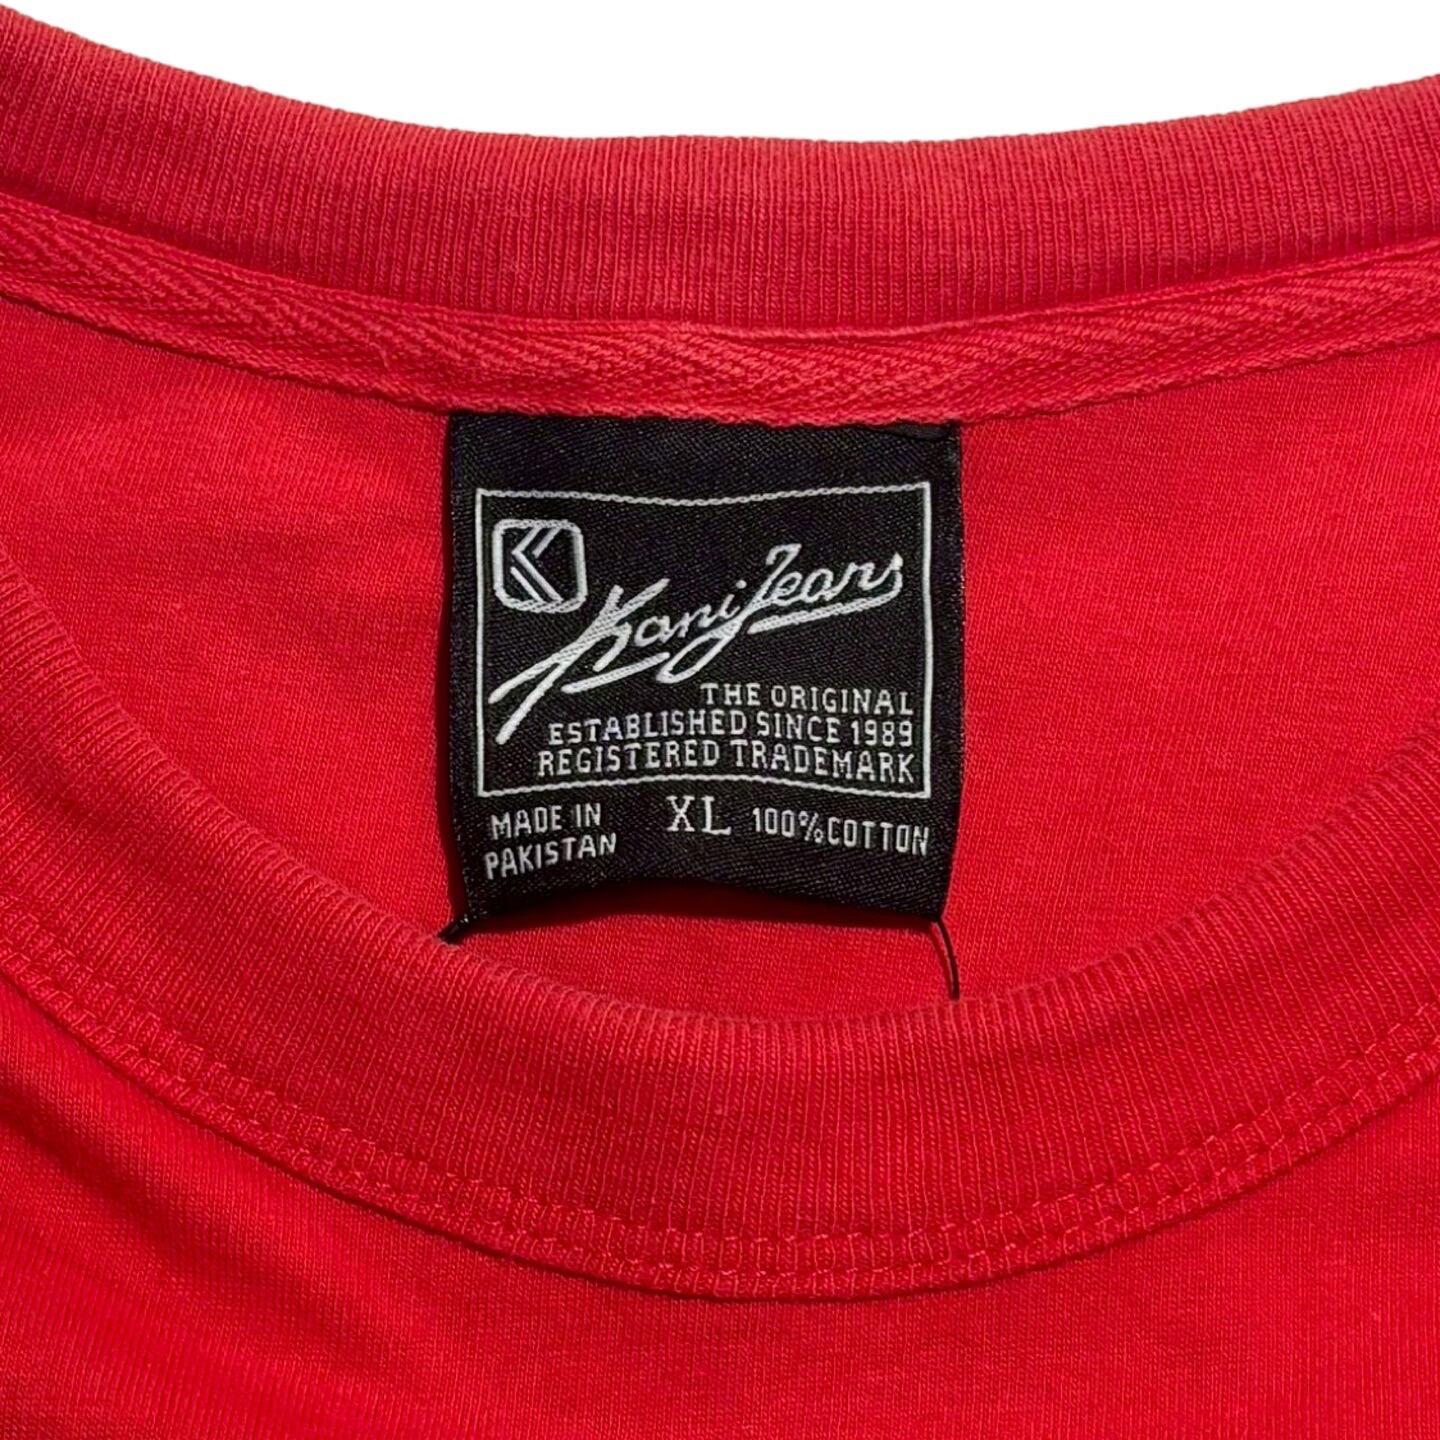 K
Kani Jeans
THE ORIGINAL
ESTABLISHED SINCE 1989
REGISTERED TRADEMARK
MADE IN XL 100%COTTON
PAKISTAN